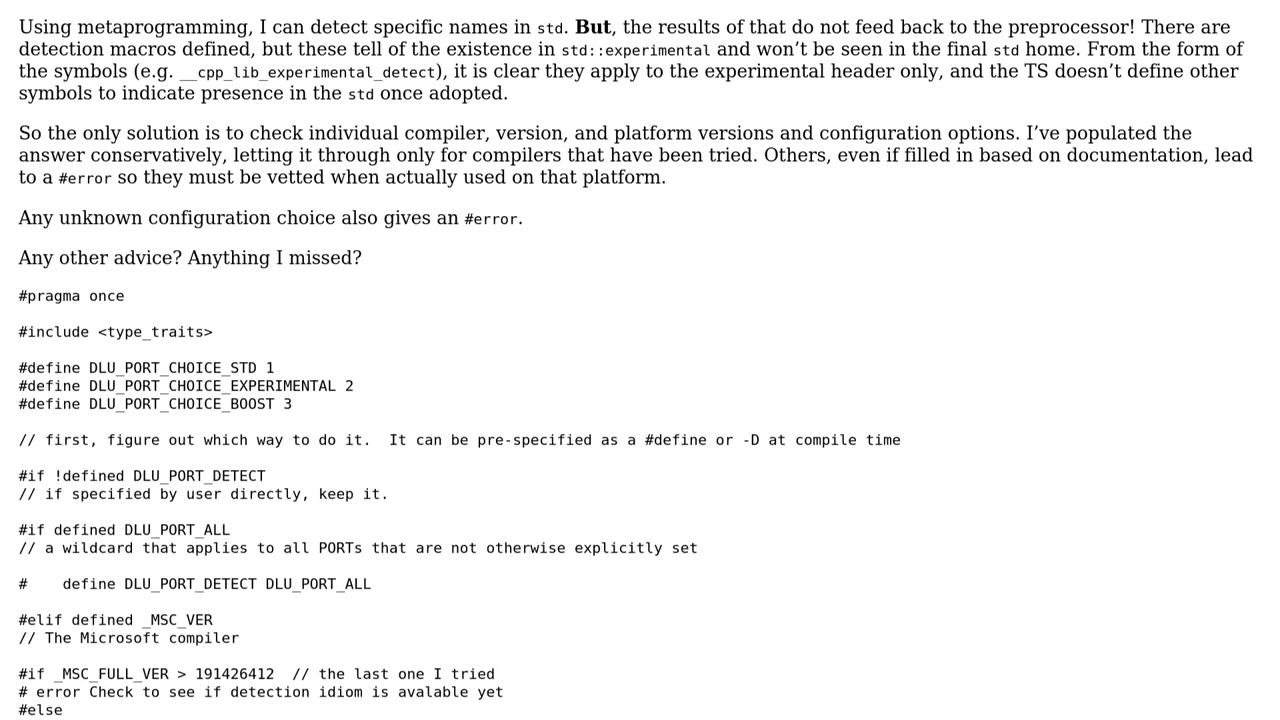 Using metaprogramming, I can detect specific names in std. But, the results of that do not feed back to the preprocessor! There are
detection macros defined, but these tell of the existence in std::experimental and won’t be seen in the final std home. From the form of
the symbols (e.g. __cpp_lib_experimental_detect), it is clear they apply to the experimental header only, and the TS doesn’t define other
symbols to indicate presence in the std once adopted.
So the only solution is to check individual compiler, version, and platform versions and configuration options. I’ve populated the
answer conservatively, letting it through only for compilers that have been tried. Others, even if filled in based on documentation, lead
to a #error so they must be vetted when actually used on that platform.
Any unknown configuration choice also gives an #error.
Any other advice? Anything I missed?
#pragma once
#include <type_traits>
#define DLU_PORT_CHOICE_STD 1
#define DLU_PORT_CHOICE_EXPERIMENTAL 2
#define DLU_PORT_CHOICE_BOOST 3
// first, figure out which way to do it.  It can be pre-specified as a #define or -D at compile time
#if !defined DLU_PORT_DETECT
// if specified by user directly, keep it.
#if defined DLU_PORT_ALL
// a wildcard that applies to all PORTs that are not otherwise explicitly set
#    define DLU_PORT_DETECT DLU_PORT_ALL
#elif defined _MSC_VER
// The Microsoft compiler
#if _MSC_FULL_VER > 191426412  // the last one I tried
# error Check to see if detection idiom is avalable yet
#else